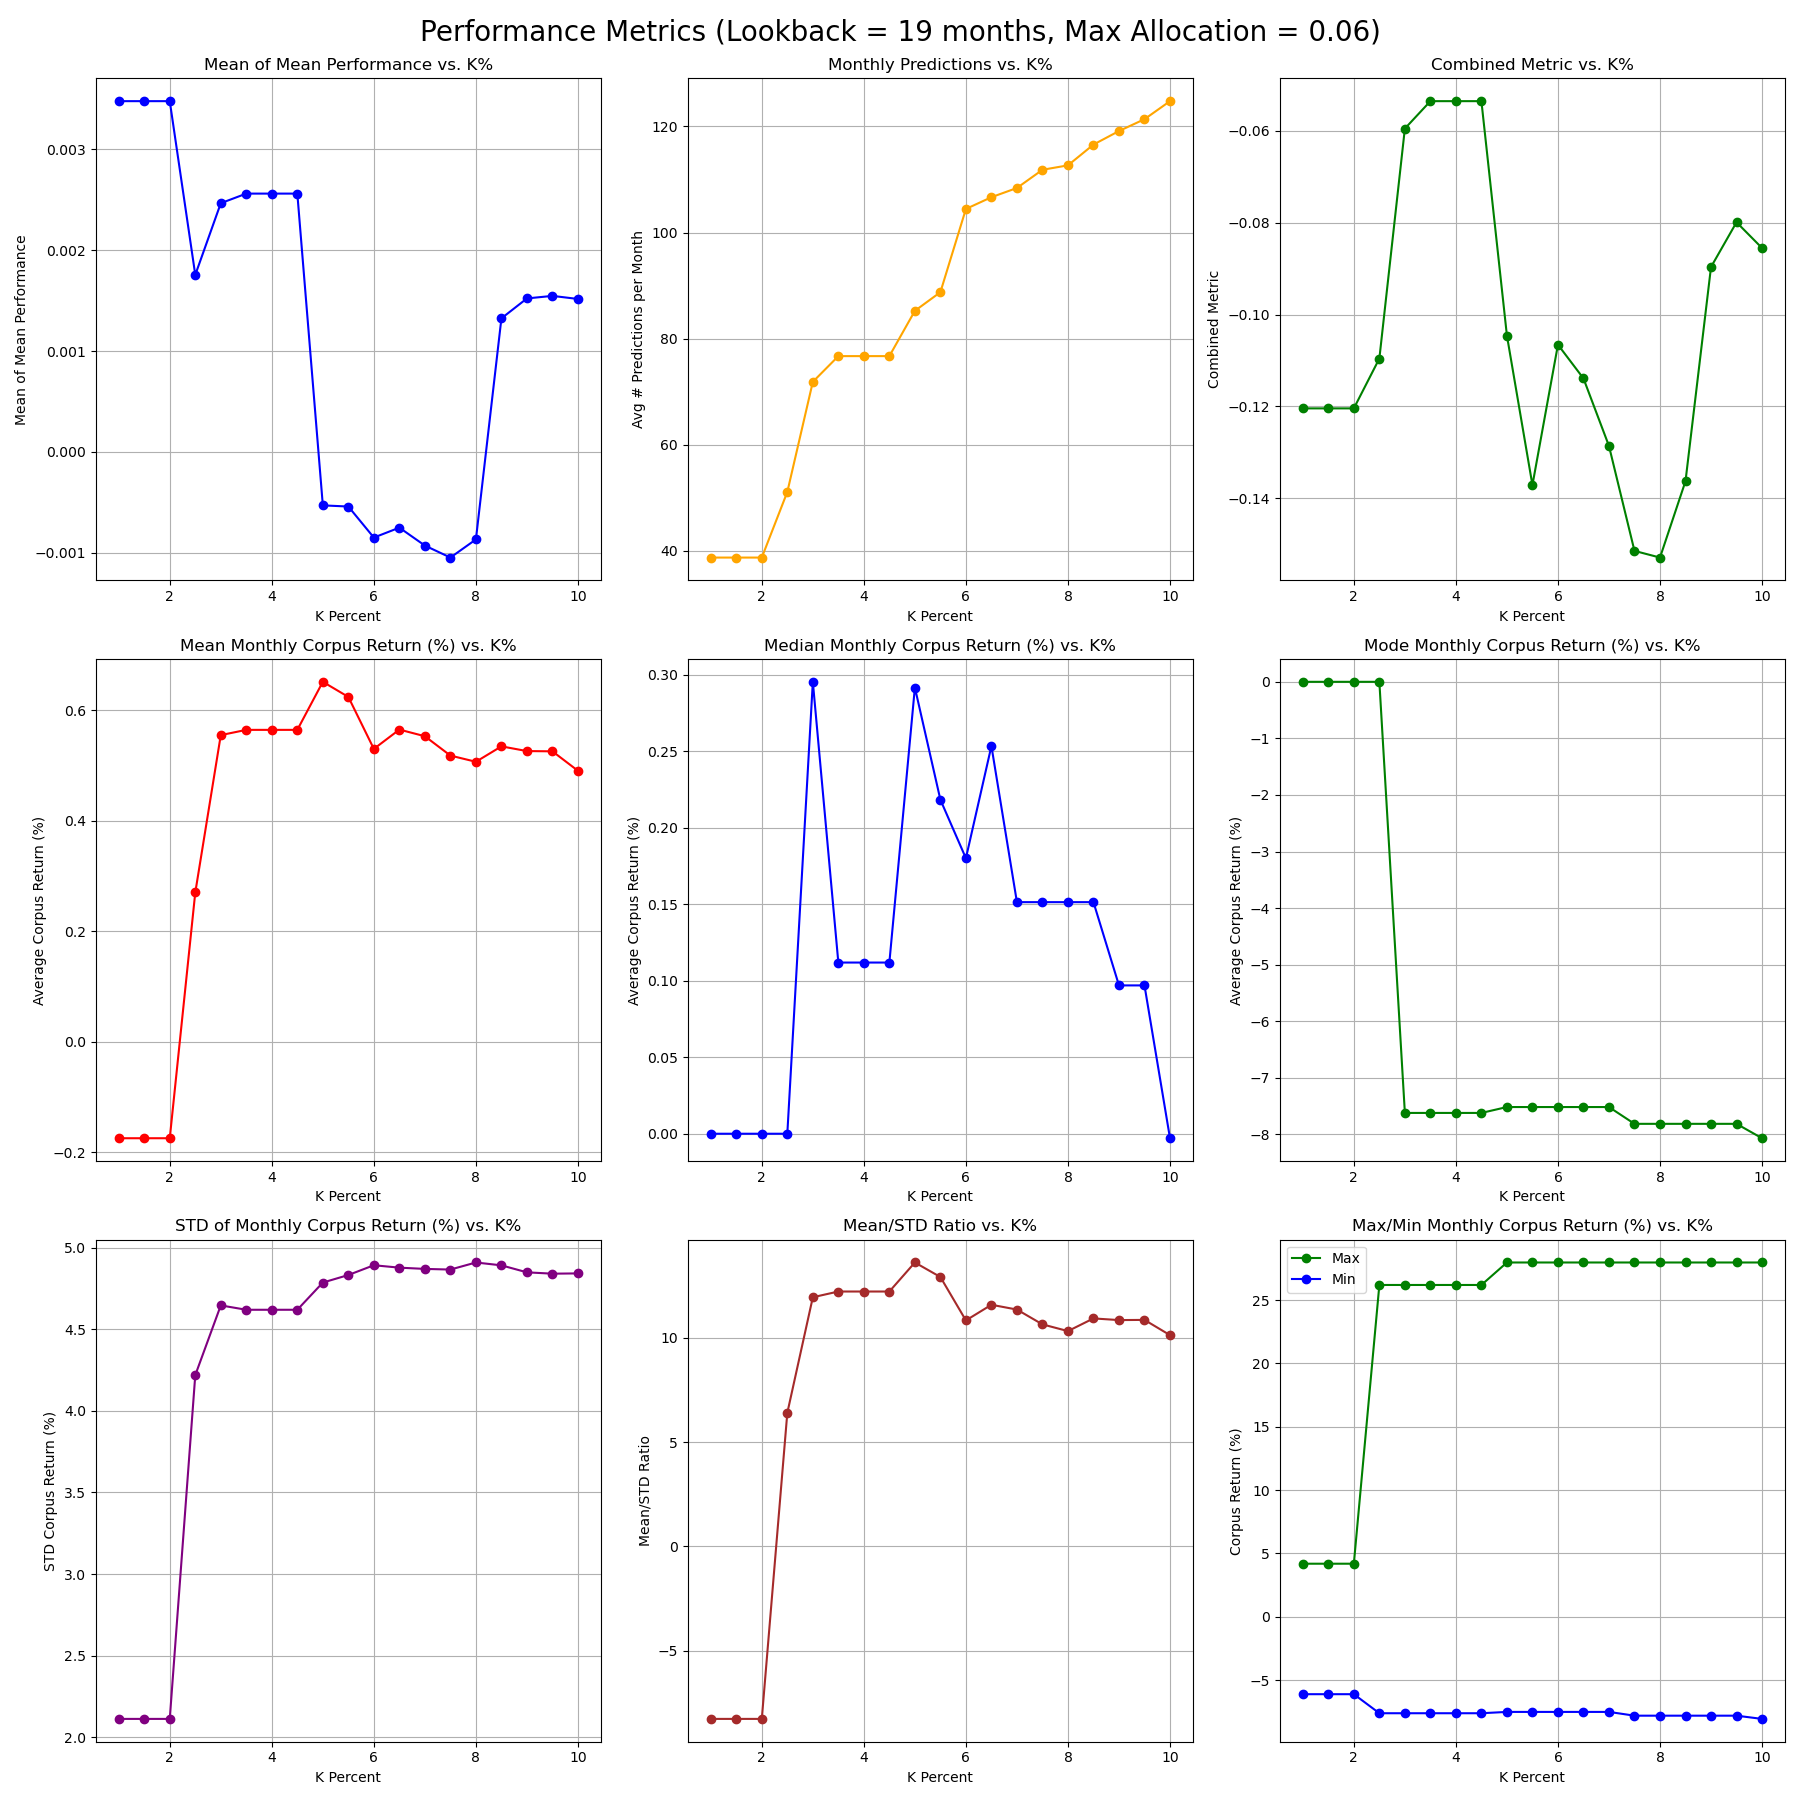 Performance Metrics (Lookback = 19 months, Max Allocation = 0.06)
Mean of Mean Performance vs. K%
Mean of Mean Performance
0.003
0.002
0.001
0.000
−0.001
2 4 6 8 10
K Percent
Monthly Predictions vs. K%
Avg # Predictions per Month
120
100
80
60
40
2 4 6 8 10
K Percent
Combined Metric vs. K%
Combined Metric
−0.06
−0.08
−0.10
−0.12
−0.14
2 4 6 8 10
K Percent
Mean Monthly Corpus Return (%) vs. K%
Average Corpus Return (%)
0.6
0.4
0.2
0.0
−0.2
2 4 6 8 10
K Percent
Median Monthly Corpus Return (%) vs. K%
Average Corpus Return (%)
0.30
0.25
0.20
0.15
0.10
0.05
0.00
2 4 6 8 10
K Percent
Mode Monthly Corpus Return (%) vs. K%
Average Corpus Return (%)
0
−1
−2
−3
−4
−5
−6
−7
−8
2 4 6 8 10
K Percent
STD of Monthly Corpus Return (%) vs. K%
STD Corpus Return (%)
5.0
4.5
4.0
3.5
3.0
2.5
2.0
2 4 6 8 10
K Percent
Mean/STD Ratio vs. K%
Mean/STD Ratio
10
5
0
−5
2 4 6 8 10
K Percent
Max/Min Monthly Corpus Return (%) vs. K%
Max
Min
Corpus Return (%)
25
20
15
10
5
0
−5
2 4 6 8 10
K Percent